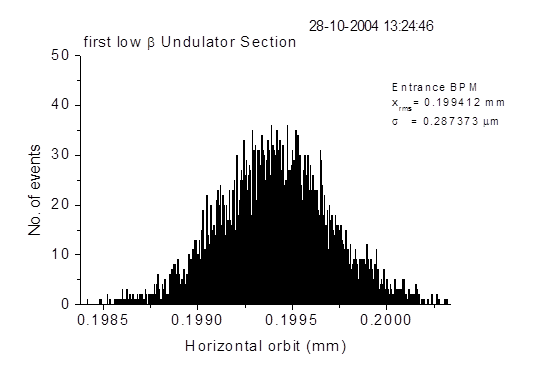 28-10-2004 13:24:46
first low β Undulator Section
Entrance BPM
xrms= 0.199412 mm
σ = 0.287373 μm
No. of events
50
40
30
20
10
0
0.1985 0.1990 0.1995 0.2000
Horizontal orbit (mm)